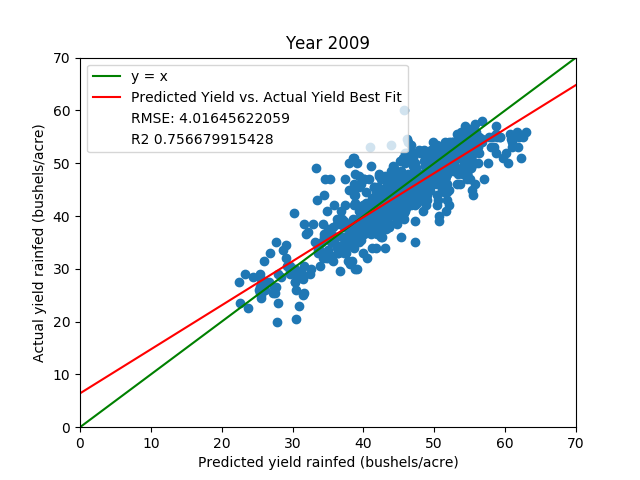 Year 2009
y = x
Predicted Yield vs. Actual Yield Best Fit
RMSE: 4.01645622059
R2 0.756679915428
70
60
50
40
30
20
10
0
Actual yield rainfed (bushels/acre)
0 10 20 30 40 50 60 70
Predicted yield rainfed (bushels/acre)